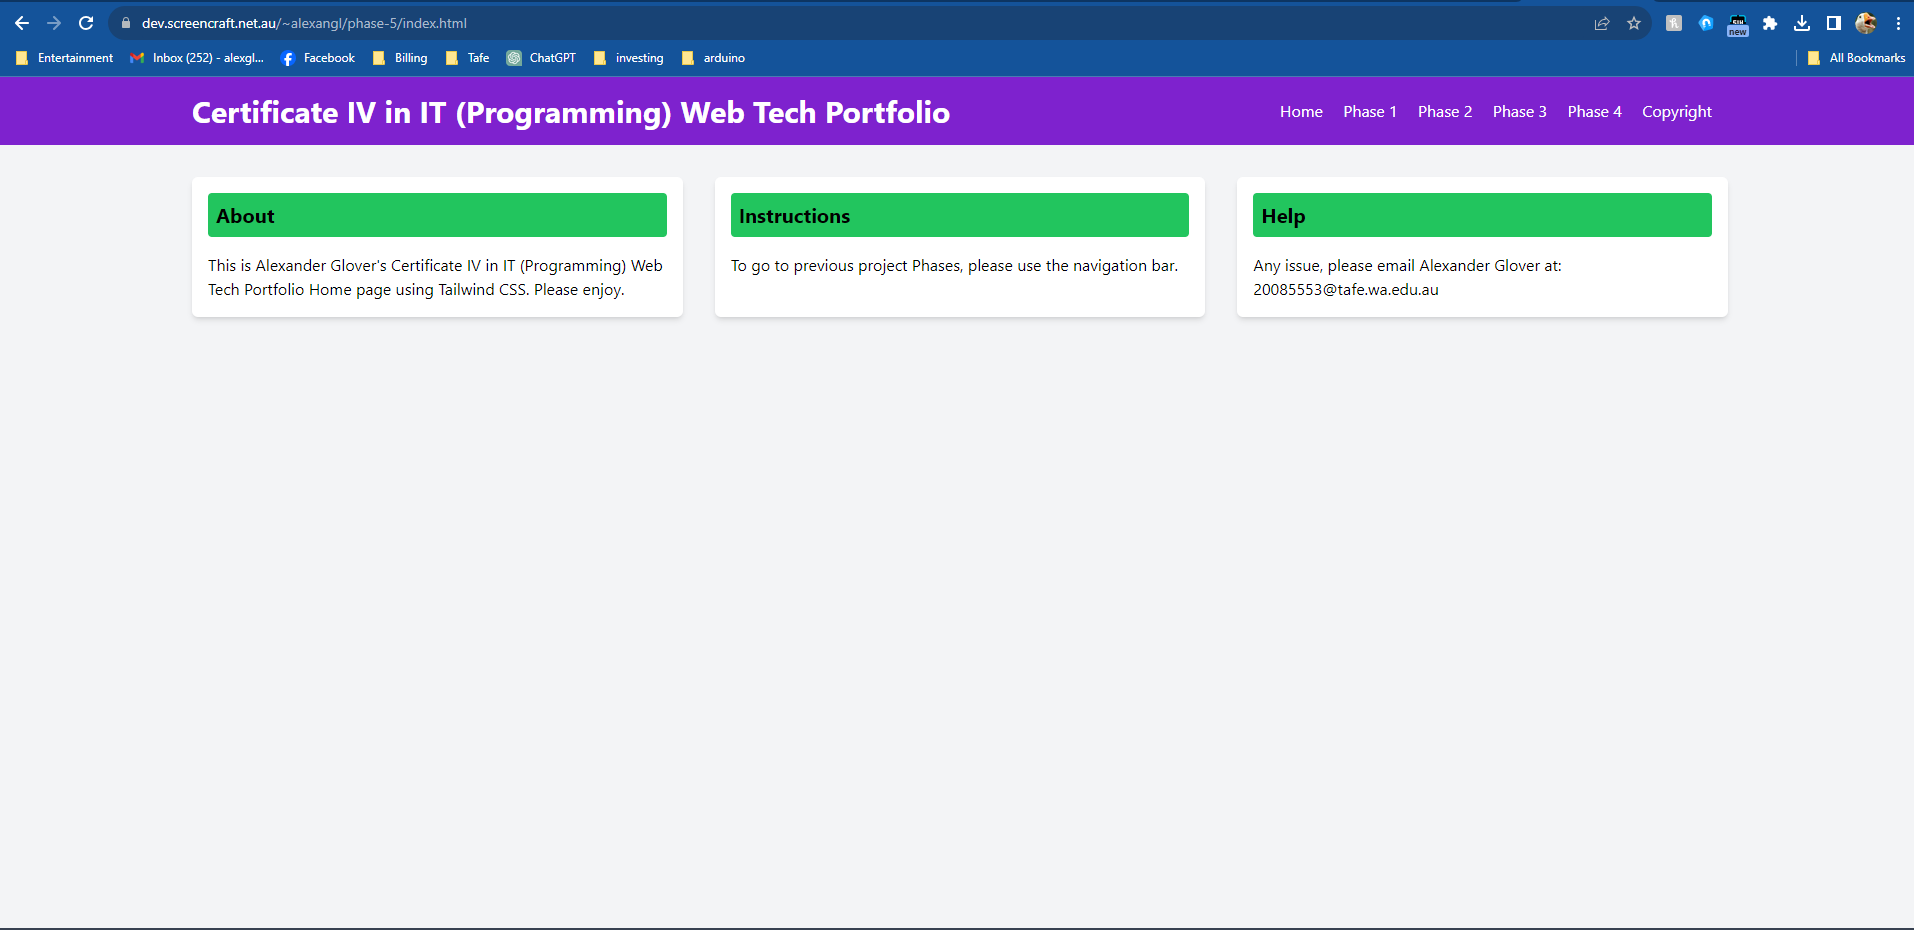 dev.screencraft.net.au/~alexangl/phase-5/index.html
new
Entertainment
Inbox (252) - alexgl...
Facebook
Billing
Tafe
ChatGPT
investing
arduino
All Bookmarks
Certificate IV in IT (Programming) Web Tech Portfolio
Home
Phase 1
Phase 2
Phase 3
Phase 4
Copyright
About
This is Alexander Glover's Certificate IV in IT (Programming) Web
Tech Portfolio Home page using Tailwind CSS. Please enjoy.
Instructions
To go to previous project Phases, please use the navigation bar.
Help
Any issue, please email Alexander Glover at:
20085553@tafe.wa.edu.au